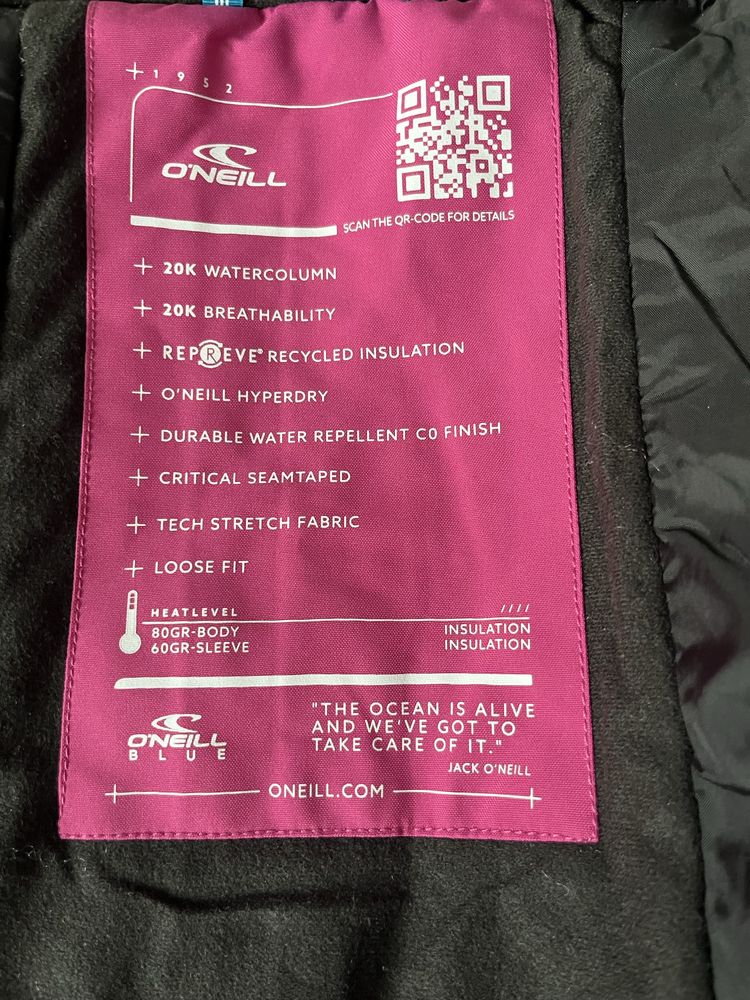 1952
O'NEILL
SCAN THE QR-CODE FOR DETAILS
+ 20K WATERCOLUMN
+ 20K BREATHABILITY
+ REPREVE® RECYCLED INSULATION
+ O'NEILL HYPERDRY
+ DURABLE WATER REPELLENT C0 FINISH
+ CRITICAL SEAMTAPED
+ TECH STRETCH FABRIC
+ LOOSE FIT
HEATLEVEL ////
80GR-BODY INSULATION
60GR-SLEEVE INSULATION
O'NEILL
BLUE
"THE OCEAN IS ALIVE
AND WE'VE GOT TO
TAKE CARE OF IT."
JACK O'NEILL
ONEILL.COM